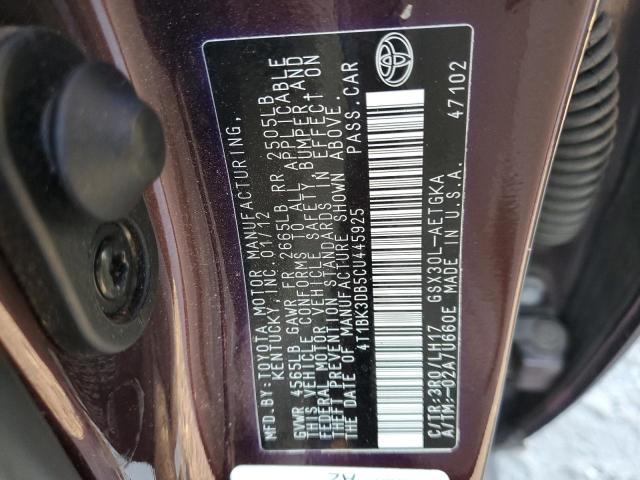 MFD.BY: TOYOTA MOTOR MANUFACTURING,
KENTUCKY, INC. 01/12
GVWR 4565LB GAWR FR 2665LB RR 2505LB
THIS VEHICLE CONFORMS TO ALL APPLICABLE
FEDERAL MOTOR VEHICLE SAFETY, BUMPER, AND
THEFT PREVENTION STANDARDS IN EFFECT ON
THE DATE OF MANUFACTURE SHOWN ABOVE.
4T1BK3DB5CU445925 PASS.CAR
C/TR:3R0/LH17 GSX30L-AETGKA
A/TM:-02A/U660E MADE IN U.S.A. 47102
A2